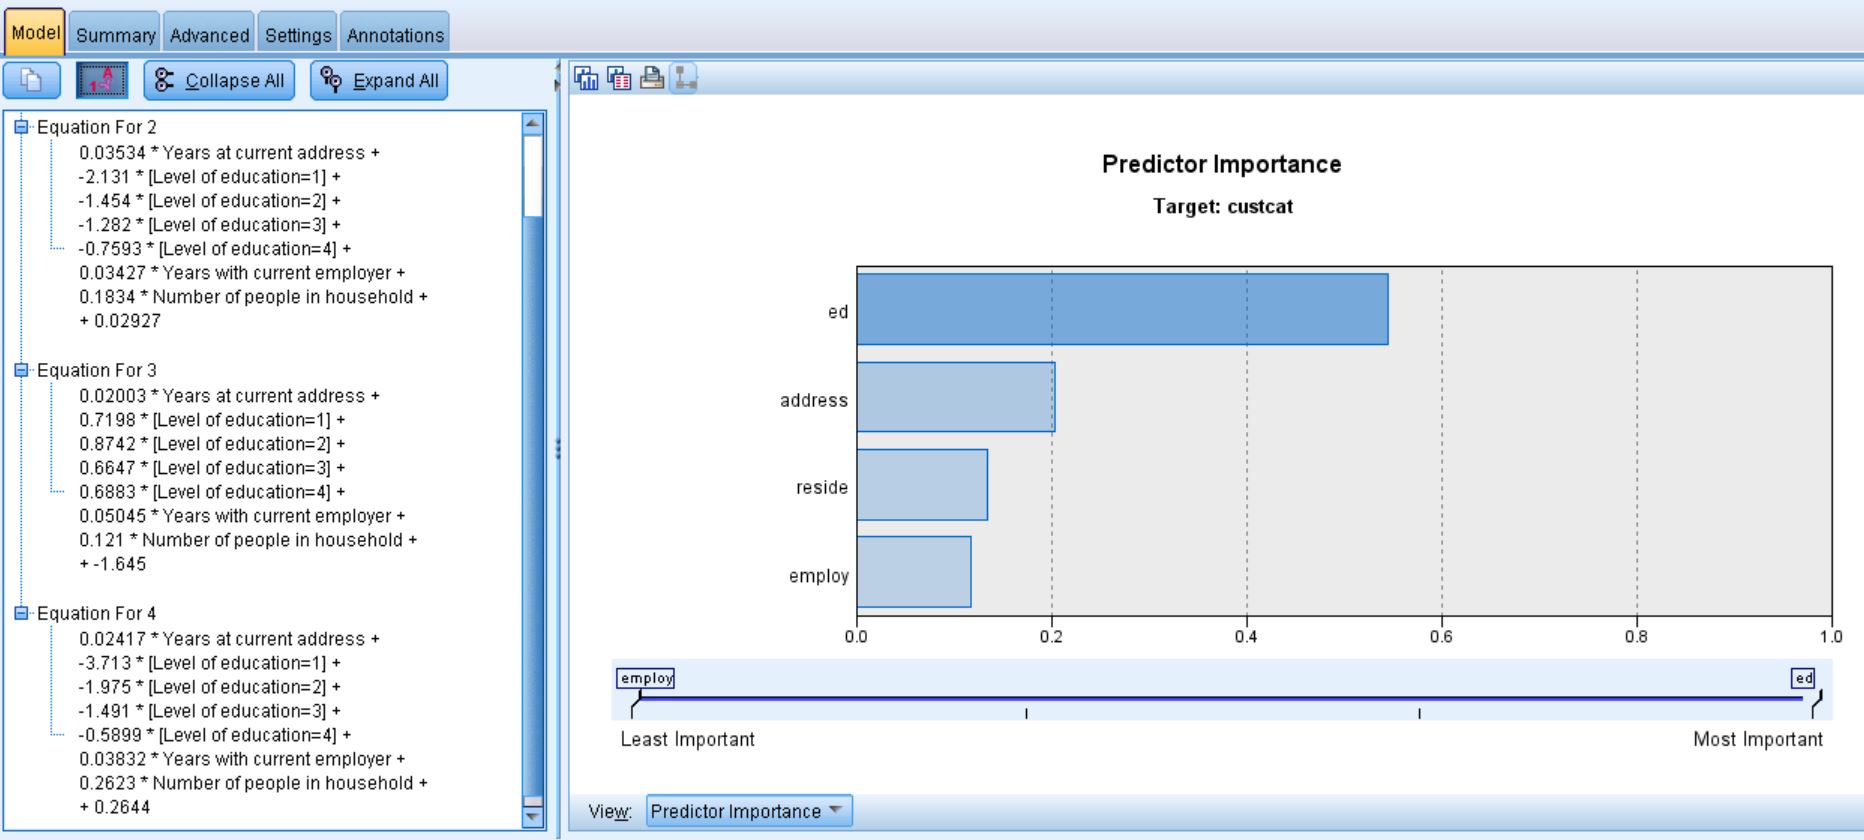 Model Summary Advanced Settings Annotations
Collapse All Expand All
Equation For 2
0.03534 * Years at current address +
-2.131 * [Level of education=1] +
-1.454 * [Level of education=2] +
-1.282 * [Level of education=3] +
-0.7593 * [Level of education=4] +
0.03427 * Years with current employer +
0.1834 * Number of people in household +
+ 0.02927
Equation For 3
0.02003 * Years at current address +
0.7198 * [Level of education=1] +
0.8742 * [Level of education=2] +
0.6647 * [Level of education=3] +
0.6883 * [Level of education=4] +
0.05045 * Years with current employer +
0.121 * Number of people in household +
+ -1.645
Equation For 4
0.02417 * Years at current address +
-3.713 * [Level of education=1] +
-1.975 * [Level of education=2] +
-1.491 * [Level of education=3] +
-0.5899 * [Level of education=4] +
0.03832 * Years with current employer +
0.2623 * Number of people in household +
+ 0.2644
Predictor Importance
Target: custcat
ed
address
reside
employ
0.0 0.2 0.4 0.6 0.8 1.0
employ ed
Least Important Most Important
View: Predictor Importance